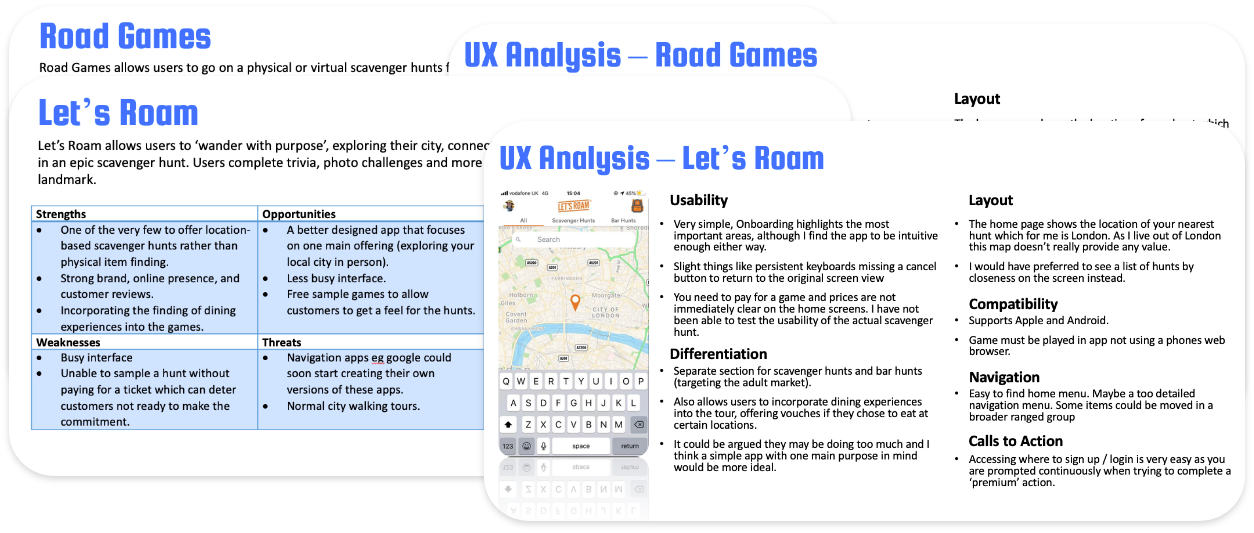 Road Games
Road Games allows users to go on a physical or virtual scavenger hunts
Let's Roam
Let's Roam allows users to 'wander with purpose', exploring their city,
in an epic scavenger hunt. Users complete trivia, photo challenges and more
landmark.
Strengths
• One of the very few to offer location-
based scavenger hunts rather than
physical item finding.
• Strong brand, online presence, and
customer reviews.
• Incorporating the finding of dining
experiences into the games.
Opportunities
• A better designed app that focuses
on one main offering (exploring your
local city in person).
• Less busy interface.
• Free sample games to allow
customers to get a feel for the hunts.
Weaknesses
• Busy interface
• Unable to sample a hunt without
paying for a ticket which can deter
customers not ready to make the
commitment.
Threats
• Navigation apps eg google could
soon start creating their own
versions of these apps.
• Normal city walking tours.
UX Analysis – Road Games
Layout
UX Analysis – Let's Roam
vodafone UK 4G 15:04 45%
LET'S ROAM
All Scavenger Hunts Bar Hunts
Search
Holborn
Covent
Garden
Moorgate
CITY OF
LONDON
Q W E R T Y U I O P
A S D F G H J K L
Z X C V B N M
123 space return
Usability
• Very simple, Onboarding highlights the most
important areas, although I find the app to be intuitive
enough either way.
• Slight things like persistent keyboards missing a cancel
button to return to the original screen view
• You need to pay for a game and prices are not
immediately clear on the home screens. I have not
been able to test the usability of the actual scavenger
hunt.
Differentiation
• Separate section for scavenger hunts and bar hunts
(targeting the adult market).
• Also allows users to incorporate dining experiences
into the tour, offering vouches if they chose to eat at
certain locations.
• It could be argued they may be doing too much and I
think a simple app with one main purpose in mind
would be more ideal.
Layout
• The home page shows the location of your nearest
hunt which for me is London. As I live out of London
this map doesn't really provide any value.
• I would have preferred to see a list of hunts by
closeness on the screen instead.
Compatibility
• Supports Apple and Android.
• Game must be played in app not using a phones web
browser.
Navigation
• Easy to find home menu. Maybe a too detailed
navigation menu. Some items could be moved in a
broader ranged group
Calls to Action
• Accessing where to sign up / login is very easy as you
are prompted continuously when trying to complete a
'premium' action.